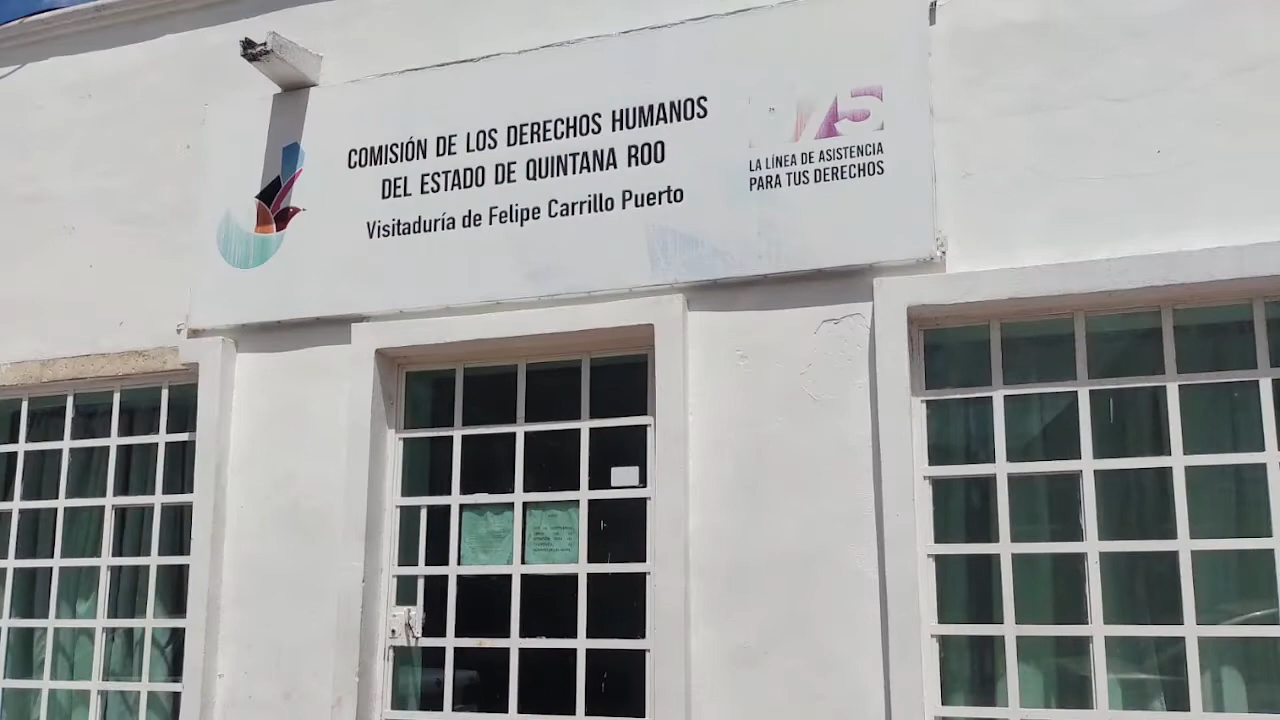 COMISIÓN DE LOS DERECHOS HUMANOS
DEL ESTADO DE QUINTANA ROO
Visitaduría de Felipe Carrillo Puerto
LA LÍNEA DE ASISTENCIA
PARA TUS DERECHOS